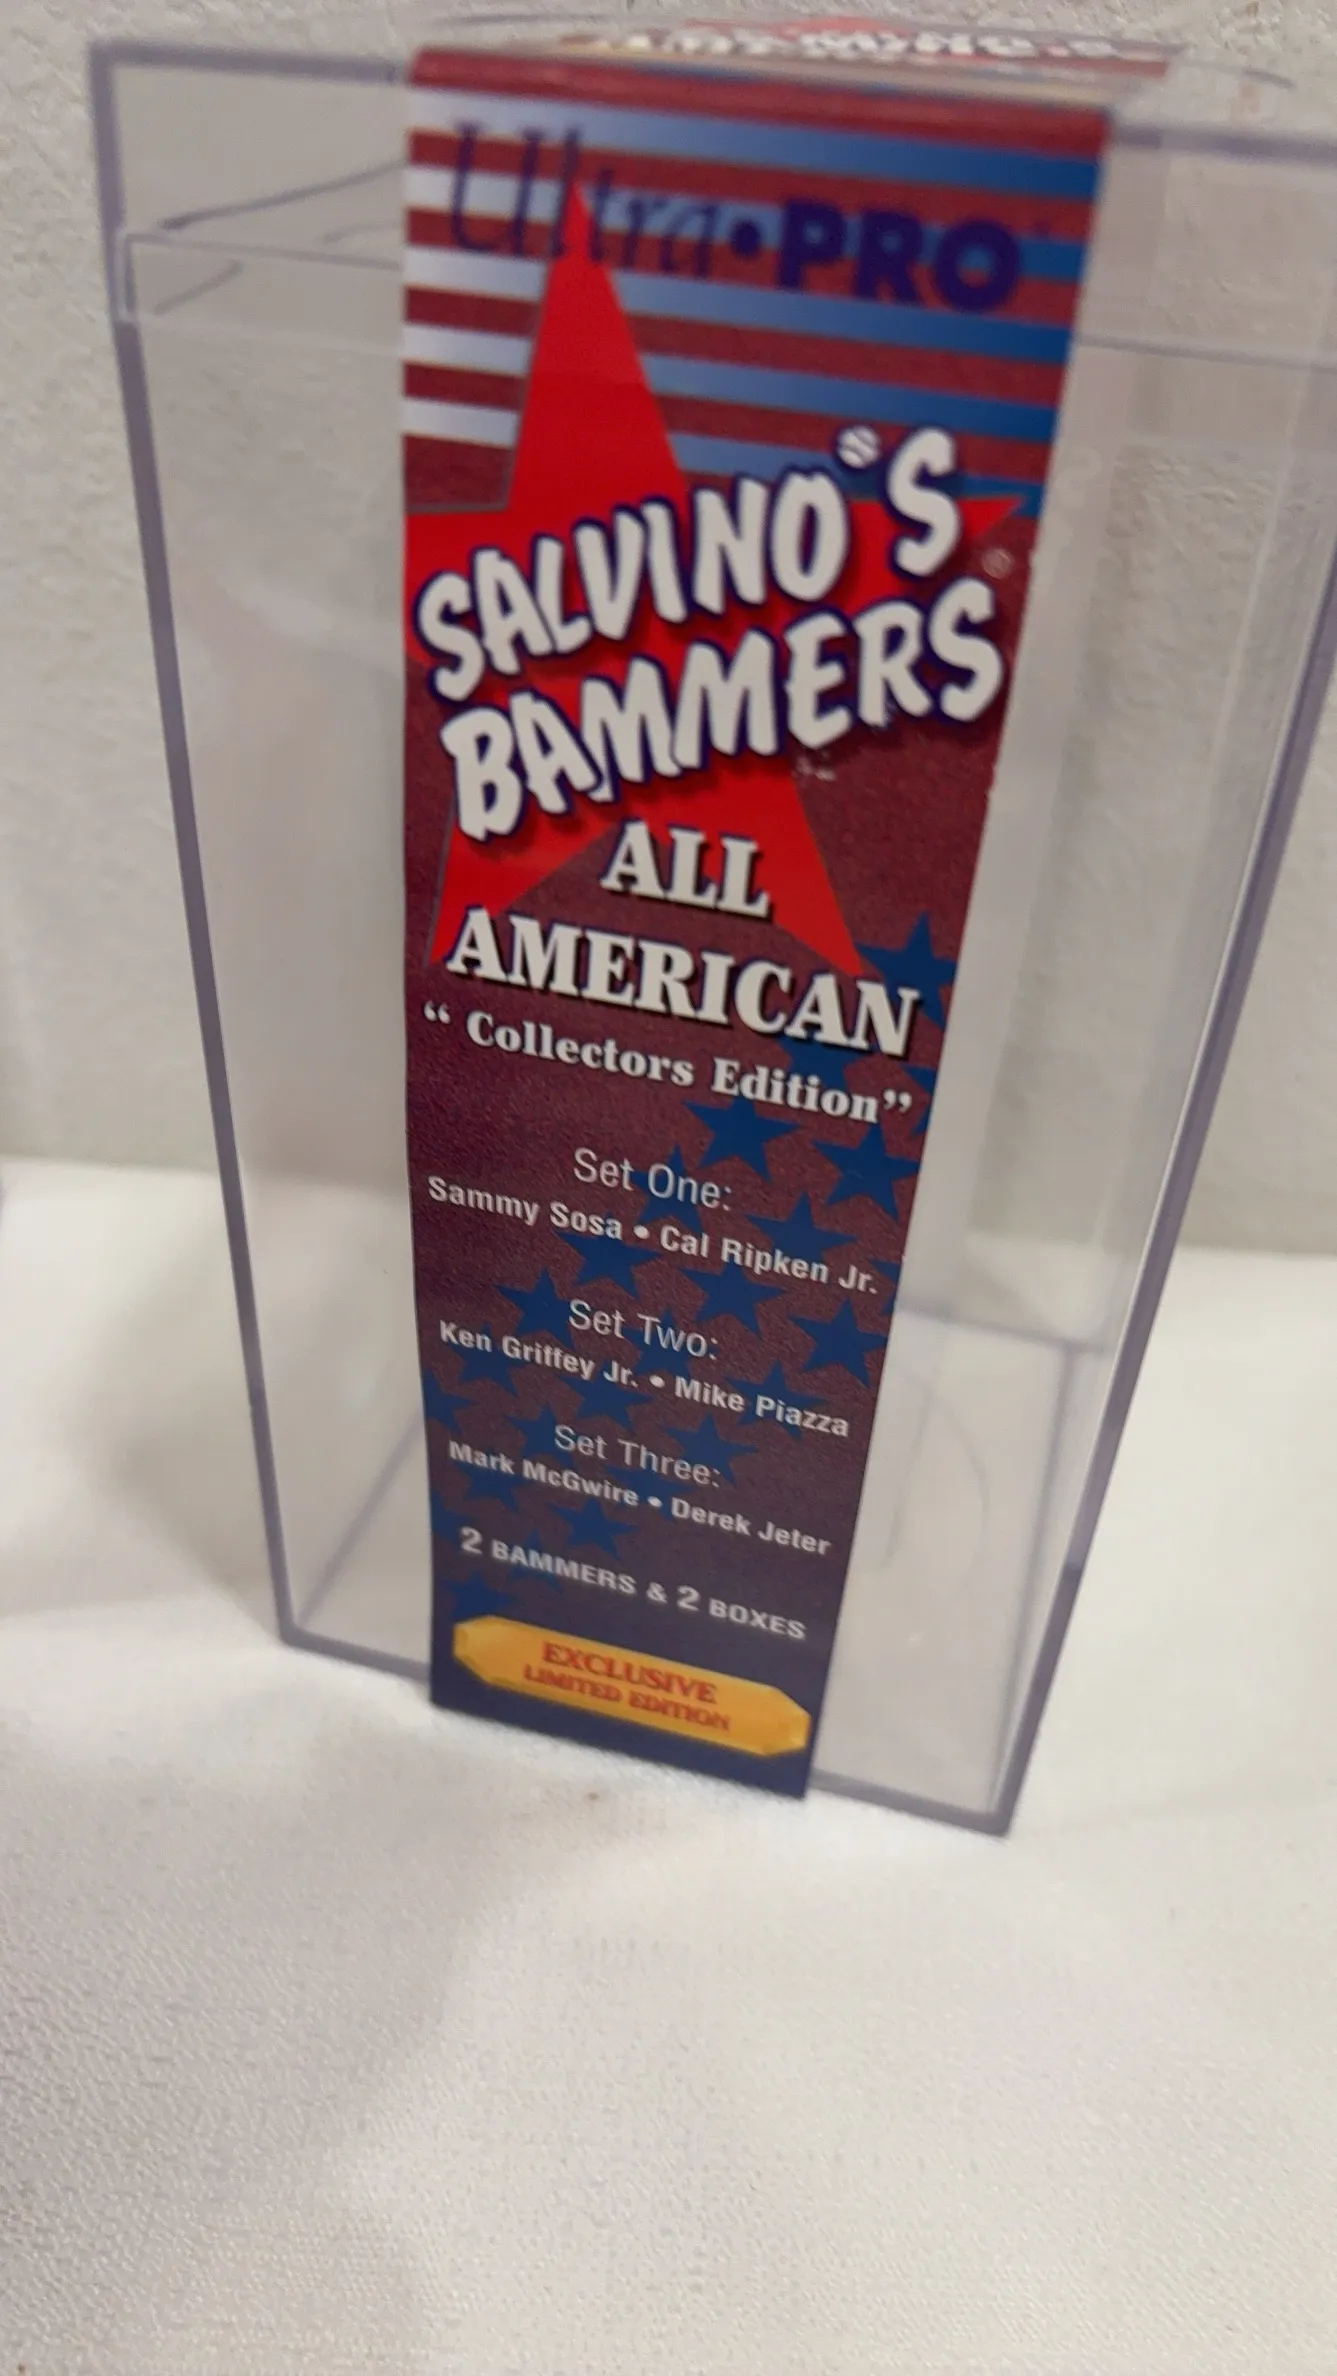 Ultra•PRO
SALVINO'S
BAMMERS
ALL
AMERICAN
“ Collectors Edition”
Set One:
Sammy Sosa • Cal Ripken Jr.
Set Two:
Ken Griffey Jr. • Mike Piazza
Set Three:
Mark McGwire • Derek Jeter
2 BAMMERS & 2 BOXES
EXCLUSIVE
LIMITED EDITION